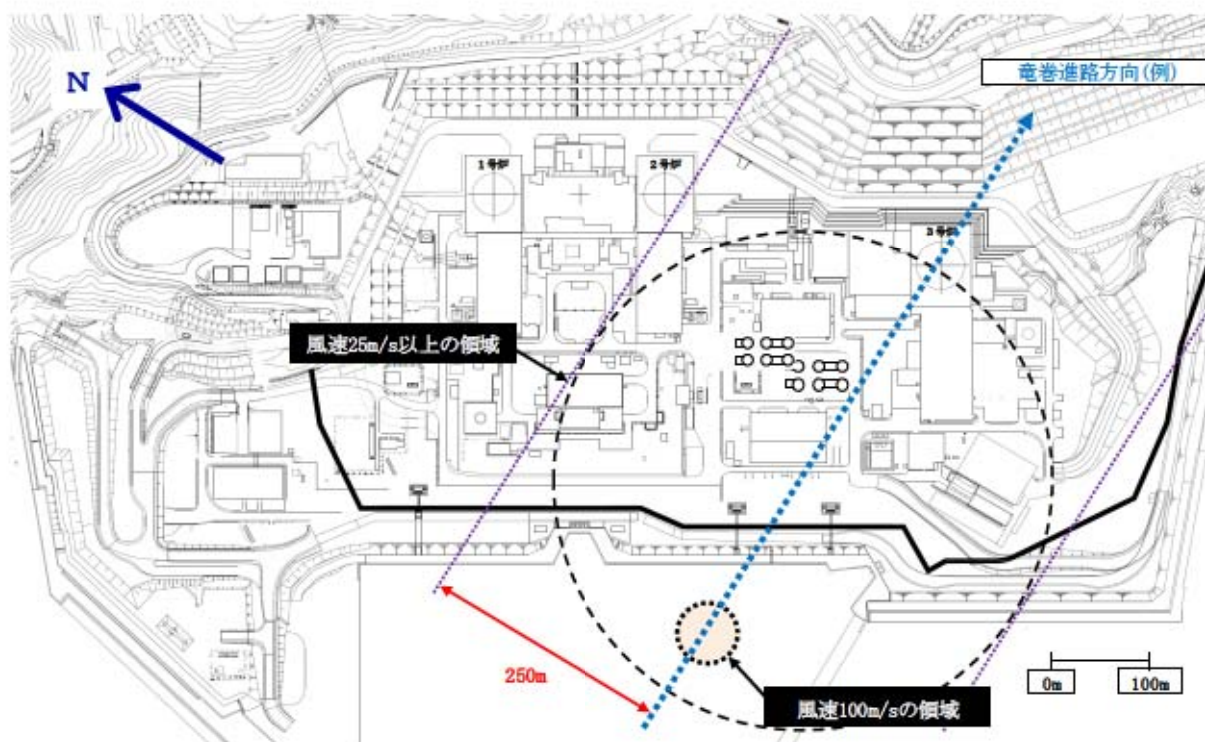 N
竜巻進路方向(例)
1号炉
2号炉
3号炉
風速25m/s以上の領域
250m
0m
100m
風速100m/sの領域